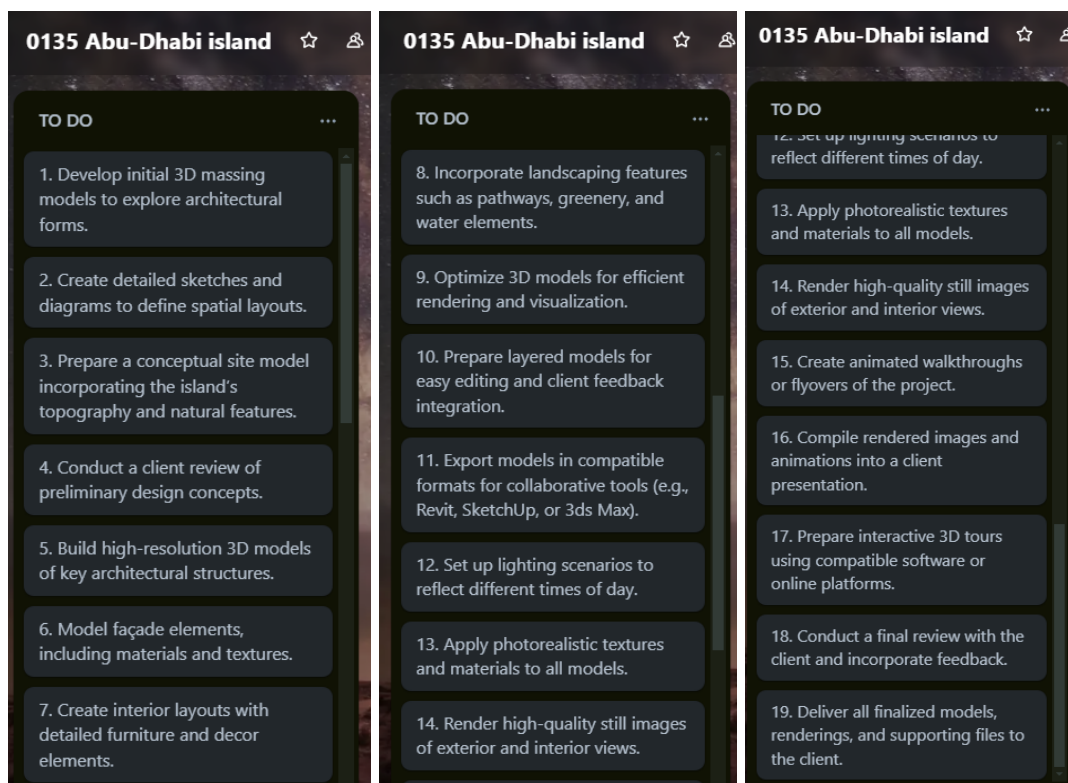 0135 Abu-Dhabi island
TO DO
1. Develop initial 3D massing
models to explore architectural
forms.
2. Create detailed sketches and
diagrams to define spatial layouts.
3. Prepare a conceptual site model
incorporating the island's
topography and natural features.
4. Conduct a client review of
preliminary design concepts.
5. Build high-resolution 3D models
of key architectural structures.
6. Model façade elements,
including materials and textures.
7. Create interior layouts with
detailed furniture and decor
elements.
0135 Abu-Dhabi island
TO DO
8. Incorporate landscaping features
such as pathways, greenery, and
water elements.
9. Optimize 3D models for efficient
rendering and visualization.
10. Prepare layered models for
easy editing and client feedback
integration.
11. Export models in compatible
formats for collaborative tools (e.g.,
Revit, SketchUp, or 3ds Max).
12. Set up lighting scenarios to
reflect different times of day.
13. Apply photorealistic textures
and materials to all models.
14. Render high-quality still images
of exterior and interior views.
0135 Abu-Dhabi island
TO DO
12. Set up lighting scenarios to
reflect different times of day.
13. Apply photorealistic textures
and materials to all models.
14. Render high-quality still images
of exterior and interior views.
15. Create animated walkthroughs
or flyovers of the project.
16. Compile rendered images and
animations into a client
presentation.
17. Prepare interactive 3D tours
using compatible software or
online platforms.
18. Conduct a final review with the
client and incorporate feedback.
19. Deliver all finalized models,
renderings, and supporting files to
the client.